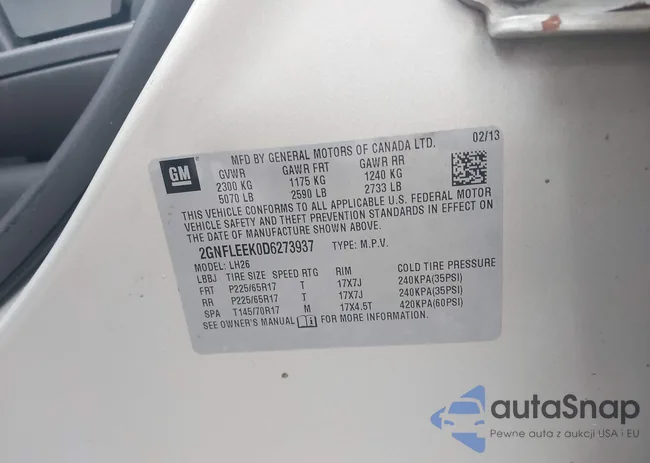 GM
MFD BY GENERAL MOTORS OF CANADA LTD.
02/13
GVWR GAWR FRT GAWR RR
2300 KG 1175 KG 1240 KG
5070 LB 2590 LB 2733 LB
THIS VEHICLE CONFORMS TO ALL APPLICABLE U.S. FEDERAL MOTOR
VEHICLE SAFETY AND THEFT PREVENTION STANDARDS IN EFFECT ON
THE DATE OF MANUFACTURE SHOWN ABOVE.
2GNFLEEK0D6273937 TYPE: M.P.V.
MODEL: LH26
LBBJ TIRE SIZE SPEED RTG RIM COLD TIRE PRESSURE
FRT P225/65R17 T 17X7J 240KPA(35PSI)
RR P225/65R17 T 17X7J 240KPA(35PSI)
SPA T145/70R17 M 17X4.5T 420KPA(60PSI)
SEE OWNER'S MANUAL FOR MORE INFORMATION.
autaSnap
Pewne auta z aukcji USA i EU